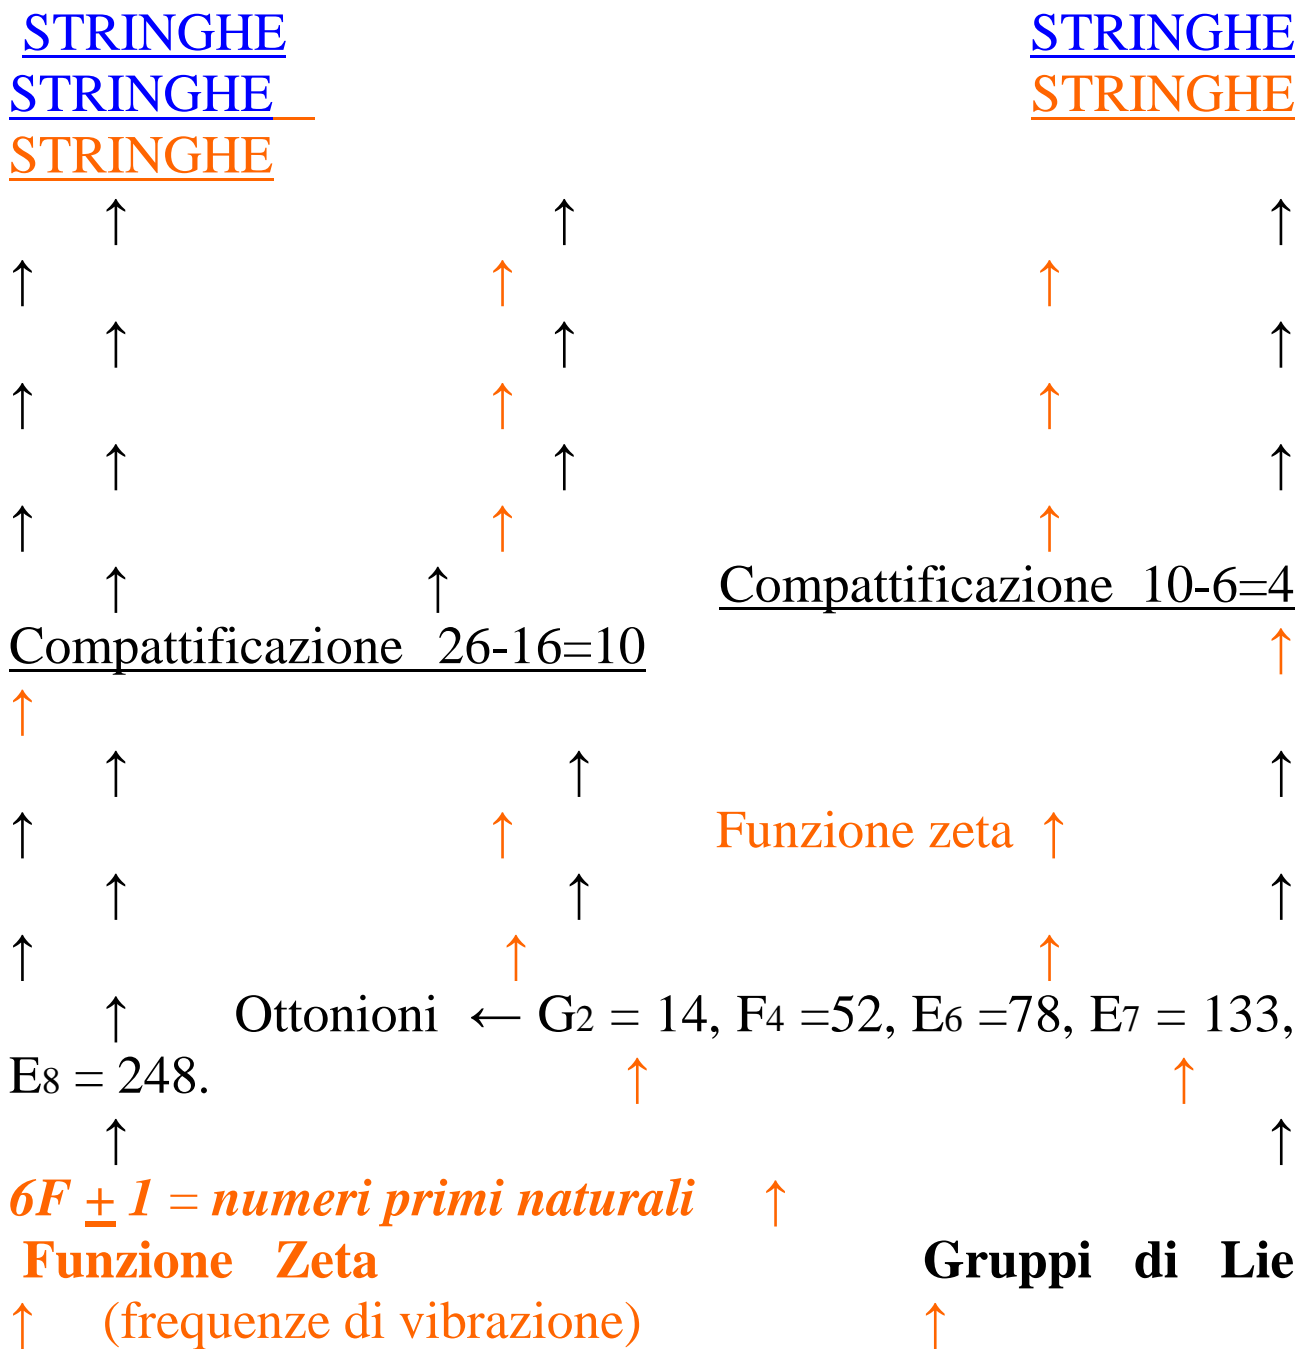 STRINGHE STRINGHE
STRINGHE STRINGHE
STRINGHE
↑ ↑ ↑
↑ ↑ ↑
↑ ↑ ↑
↑ ↑ ↑
↑ ↑ ↑
↑ ↑ ↑
↑ ↑ Compattificazione 10-6=4
Compattificazione 26-16=10 ↑
↑
↑ ↑ ↑
↑ ↑ Funzione zeta ↑
↑ ↑ ↑
↑ ↑ ↑
↑ Ottonioni ← G2 = 14, F4 =52, E6 =78, E7 = 133,
E8 = 248. ↑ ↑
↑ ↑
6F ± 1 = numeri primi naturali ↑
Funzione Zeta Gruppi di Lie
↑ (frequenze di vibrazione) ↑